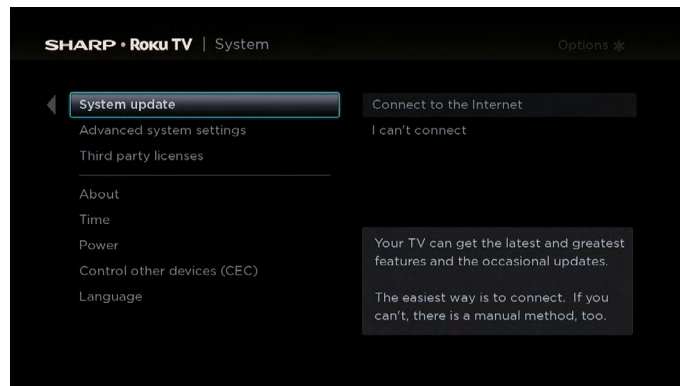 SHARP • ROKU TV | System
Options ✱
System update
Advanced system settings
Third party licenses
About
Time
Power
Control other devices (CEC)
Language
Connect to the Internet
I can't connect
Your TV can get the latest and greatest
features and the occasional updates.
The easiest way is to connect. If you
can't, there is a manual method, too.